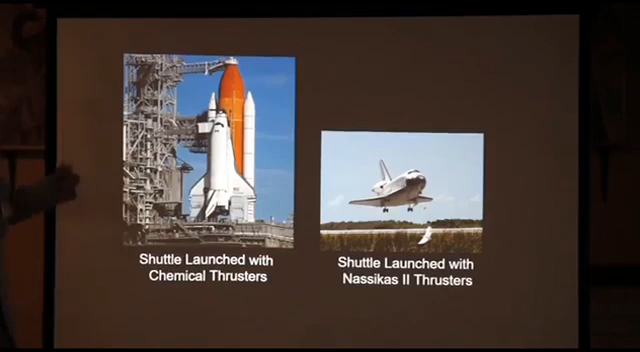 Shuttle Launched with
Chemical Thrusters
Shuttle Launched with
Nassikas II Thrusters